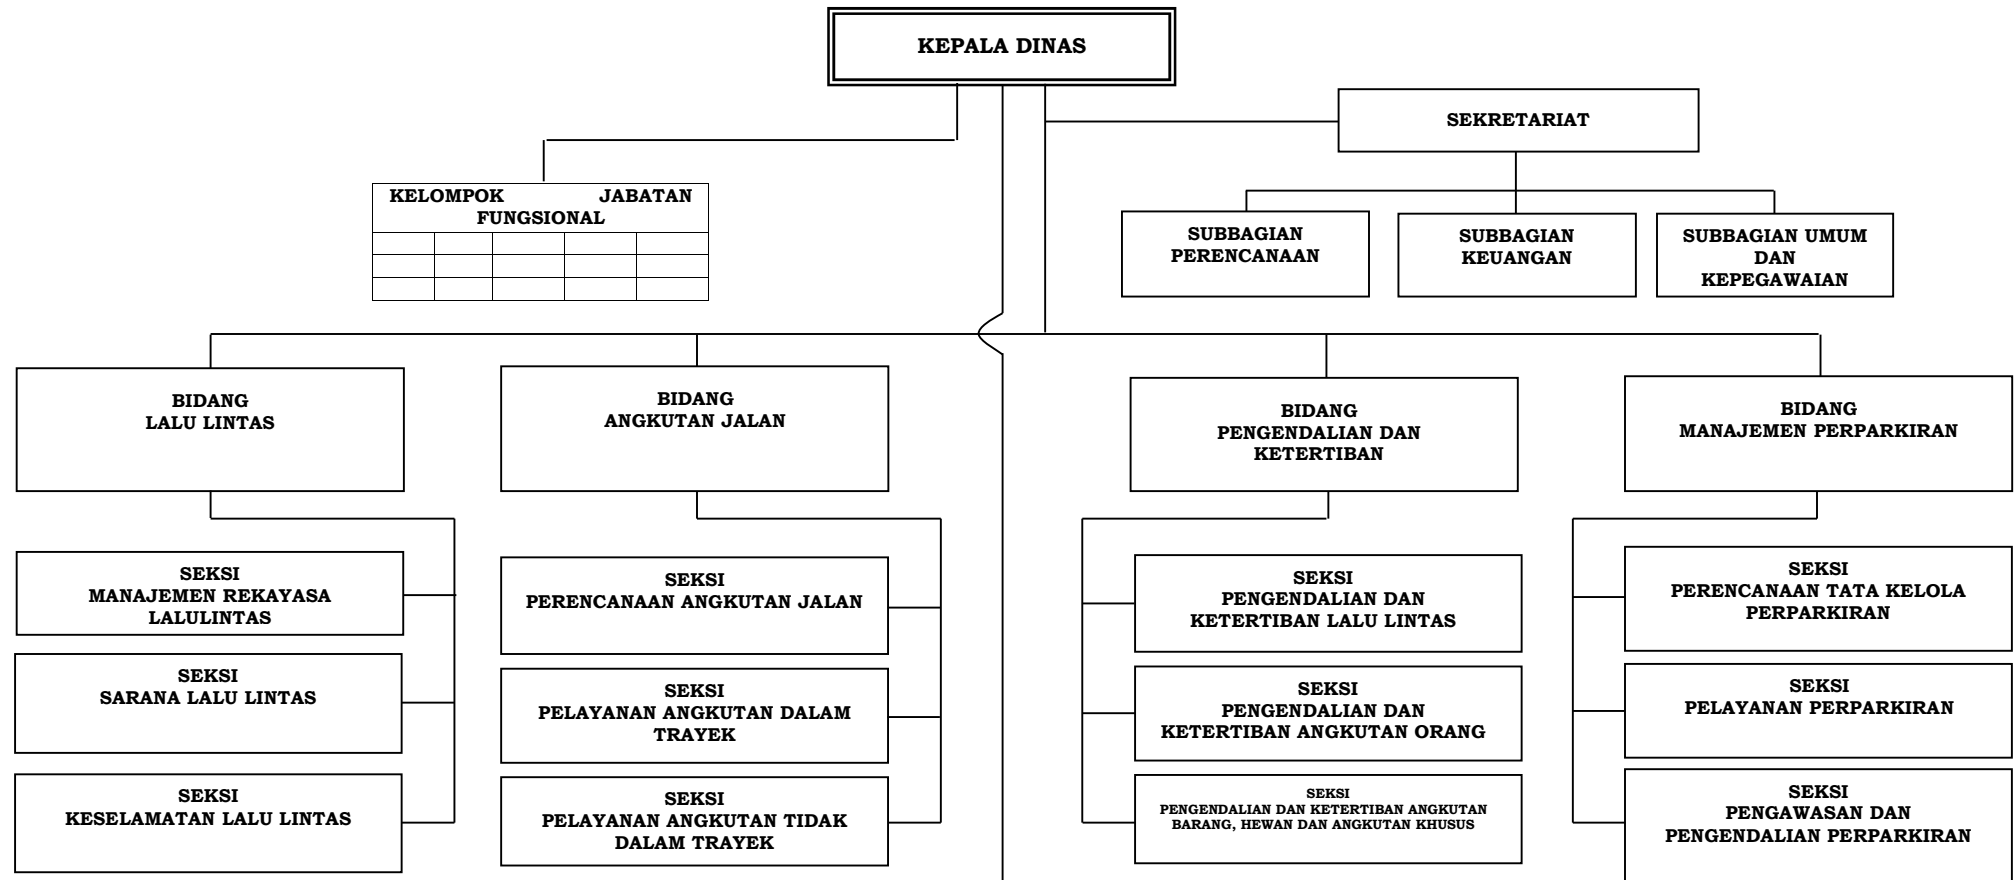 KEPALA DINAS
SEKRETARIAT
KELOMPOK JABATAN
FUNGSIONAL
SUBBAGIAN
PERENCANAAN
SUBBAGIAN
KEUANGAN
SUBBAGIAN UMUM
DAN
KEPEGAWAIAN
BIDANG
LALU LINTAS
BIDANG
ANGKUTAN JALAN
BIDANG
PENGENDALIAN DAN
KETERTIBAN
BIDANG
MANAJEMEN PERPARKIRAN
SEKSI
MANAJEMEN REKAYASA
LALULINTAS
SEKSI
SARANA LALU LINTAS
SEKSI
KESELAMATAN LALU LINTAS
SEKSI
PERENCANAAN ANGKUTAN JALAN
SEKSI
PELAYANAN ANGKUTAN DALAM
TRAYEK
SEKSI
PELAYANAN ANGKUTAN TIDAK
DALAM TRAYEK
SEKSI
PENGENDALIAN DAN
KETERTIBAN LALU LINTAS
SEKSI
PENGENDALIAN DAN
KETERTIBAN ANGKUTAN ORANG
SEKSI
PENGENDALIAN DAN KETERTIBAN ANGKUTAN
BARANG, HEWAN DAN ANGKUTAN KHUSUS
SEKSI
PERENCANAAN TATA KELOLA
PERPARKIRAN
SEKSI
PELAYANAN PERPARKIRAN
SEKSI
PENGAWASAN DAN
PENGENDALIAN PERPARKIRAN